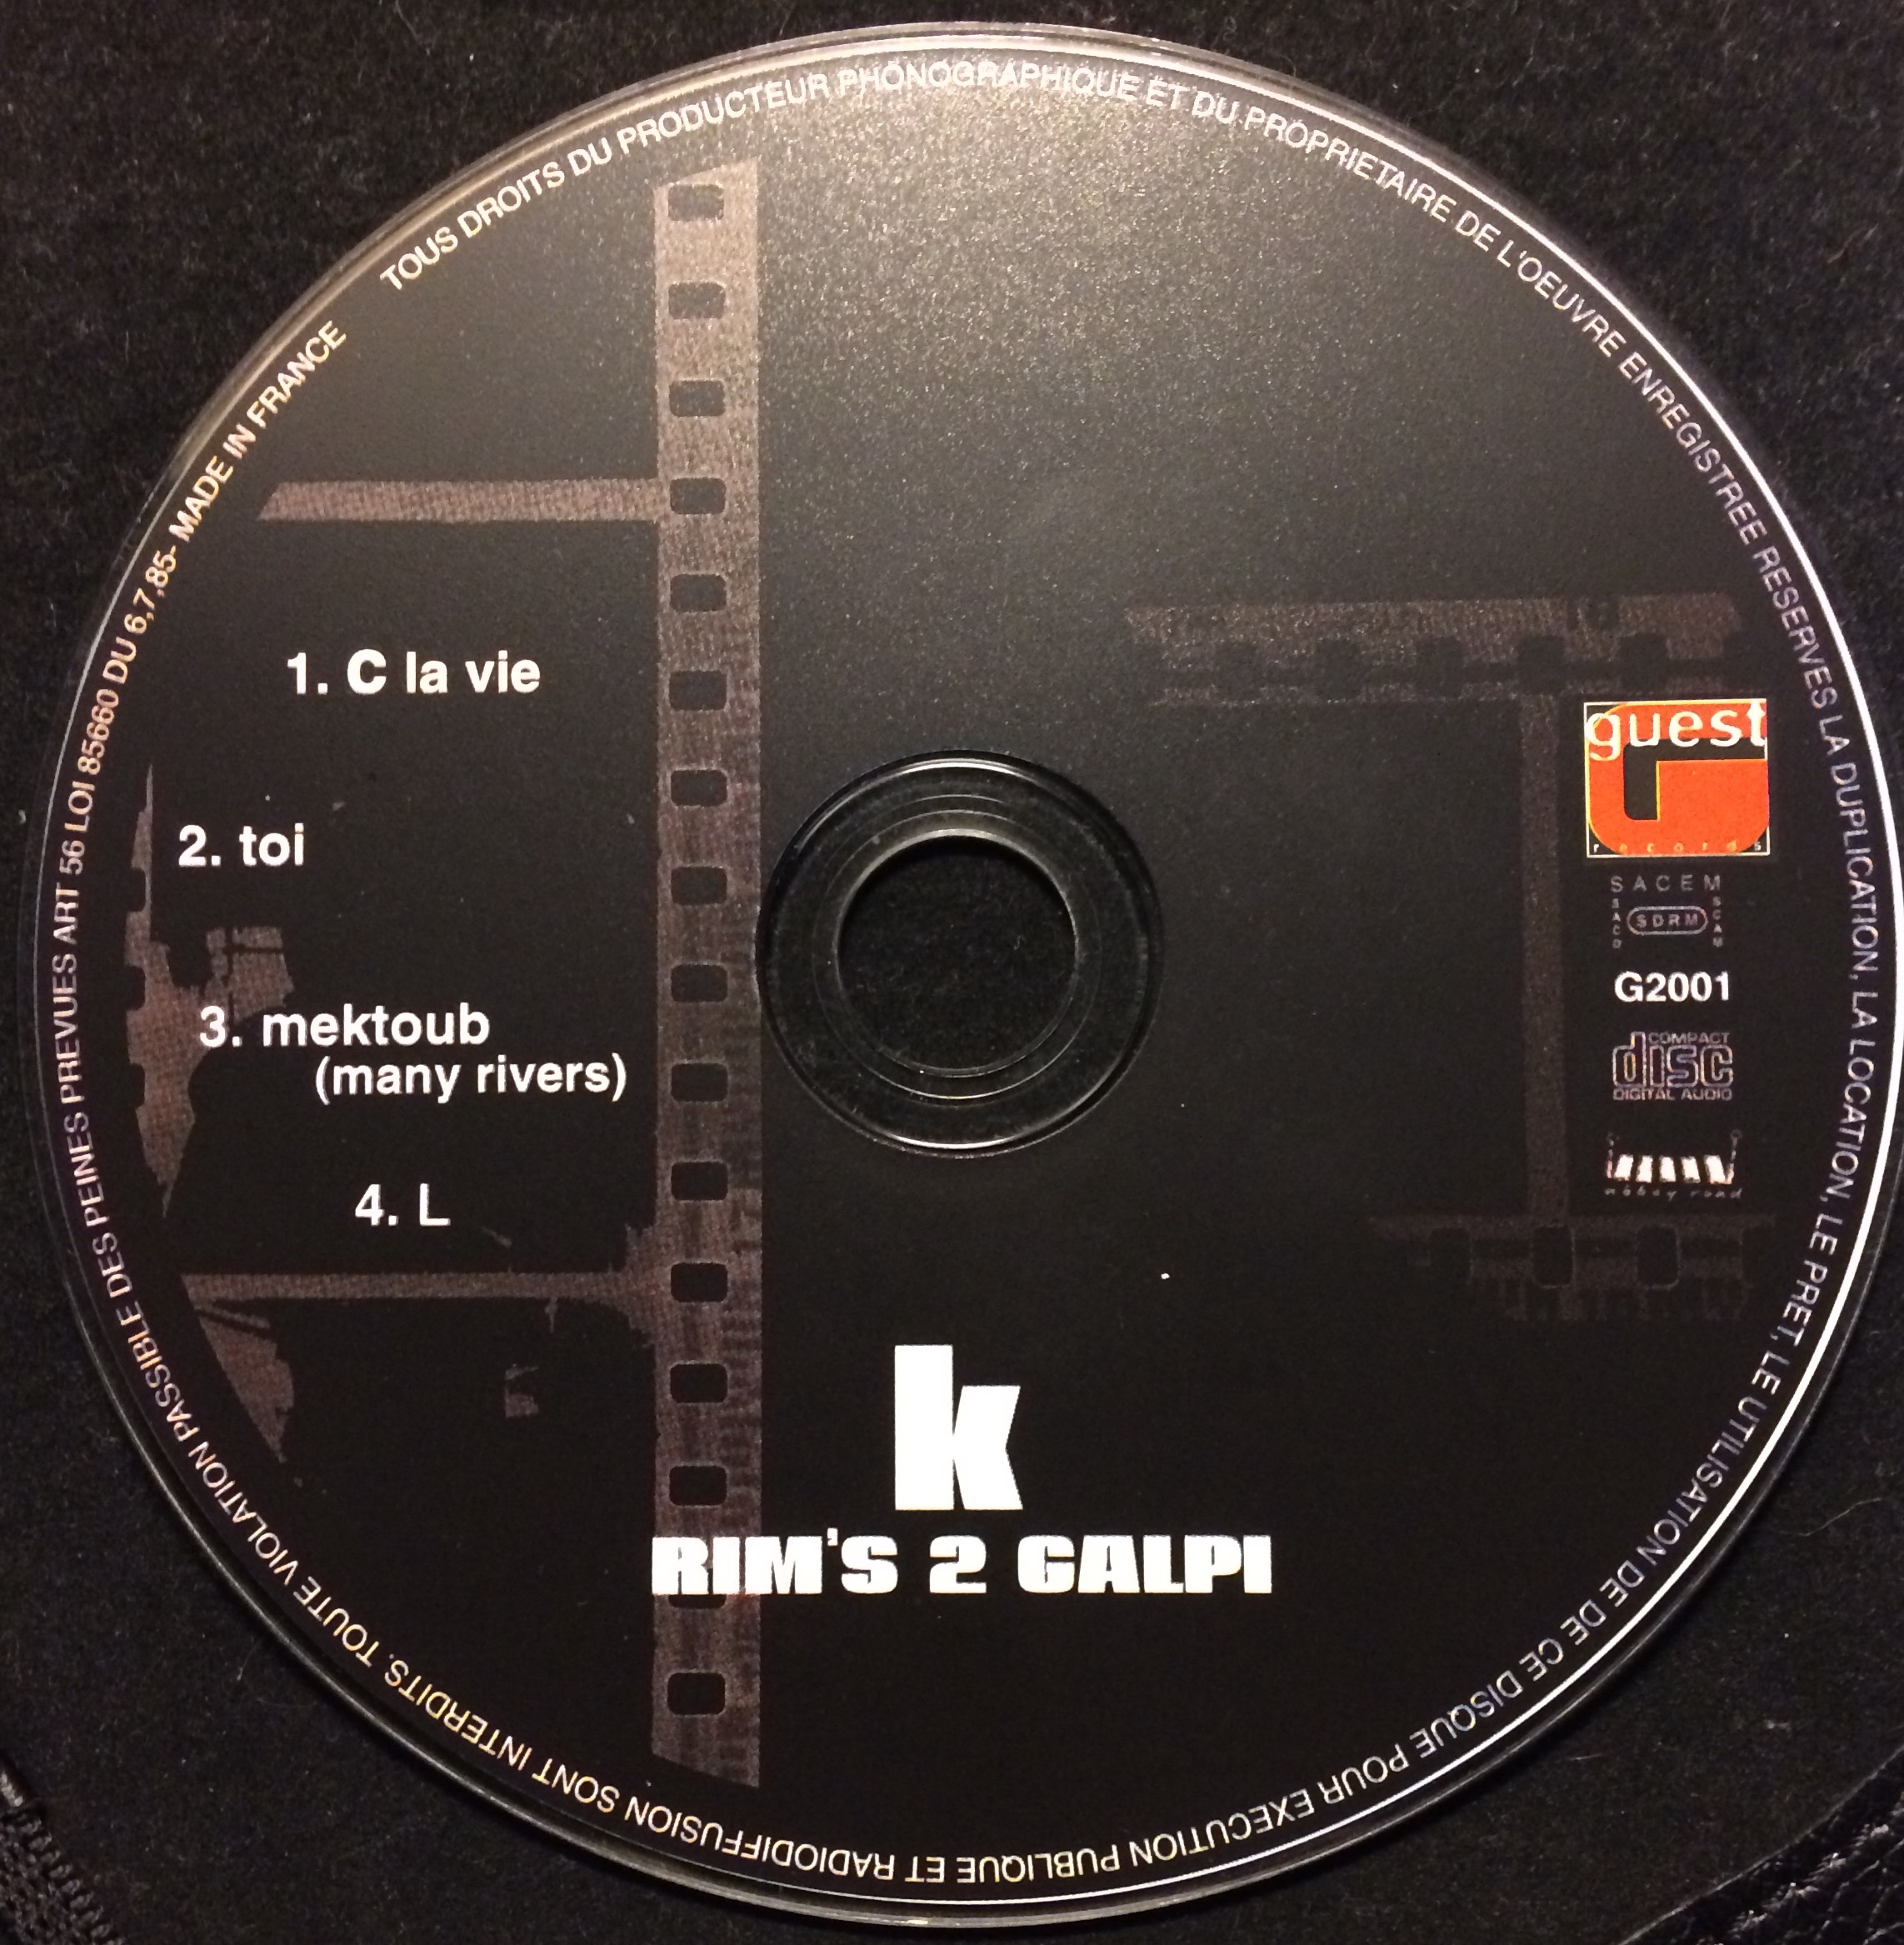 TOUS DROITS DU PRODUCTEUR PHONOGRAPHIQUE ET DU PROPRIETAIRE DE L'OEUVRE ENREGISTREE RESERVES LA DUPLICATION, LA LOCATION, LE PRET, LE UTILISATION DE DE CE DISQUE POUR EXECUTION PUBLIQUE ET RADIODIFFUSION SONT INTERDITS. TOUTE VIOLATION PASSIBLE DES PEINES PREVUES ART 56 LOI 85660 DU 6,7,85- MADE IN FRANCE
1. C la vie
2. toi
3. mektoub
(many rivers)
4. L
guest
records
SACEM
SACD
SDRM
SCAM
G2001
COMPACT
disc
DIGITAL AUDIO
abbey road
k
RIM'S 2 GALPI